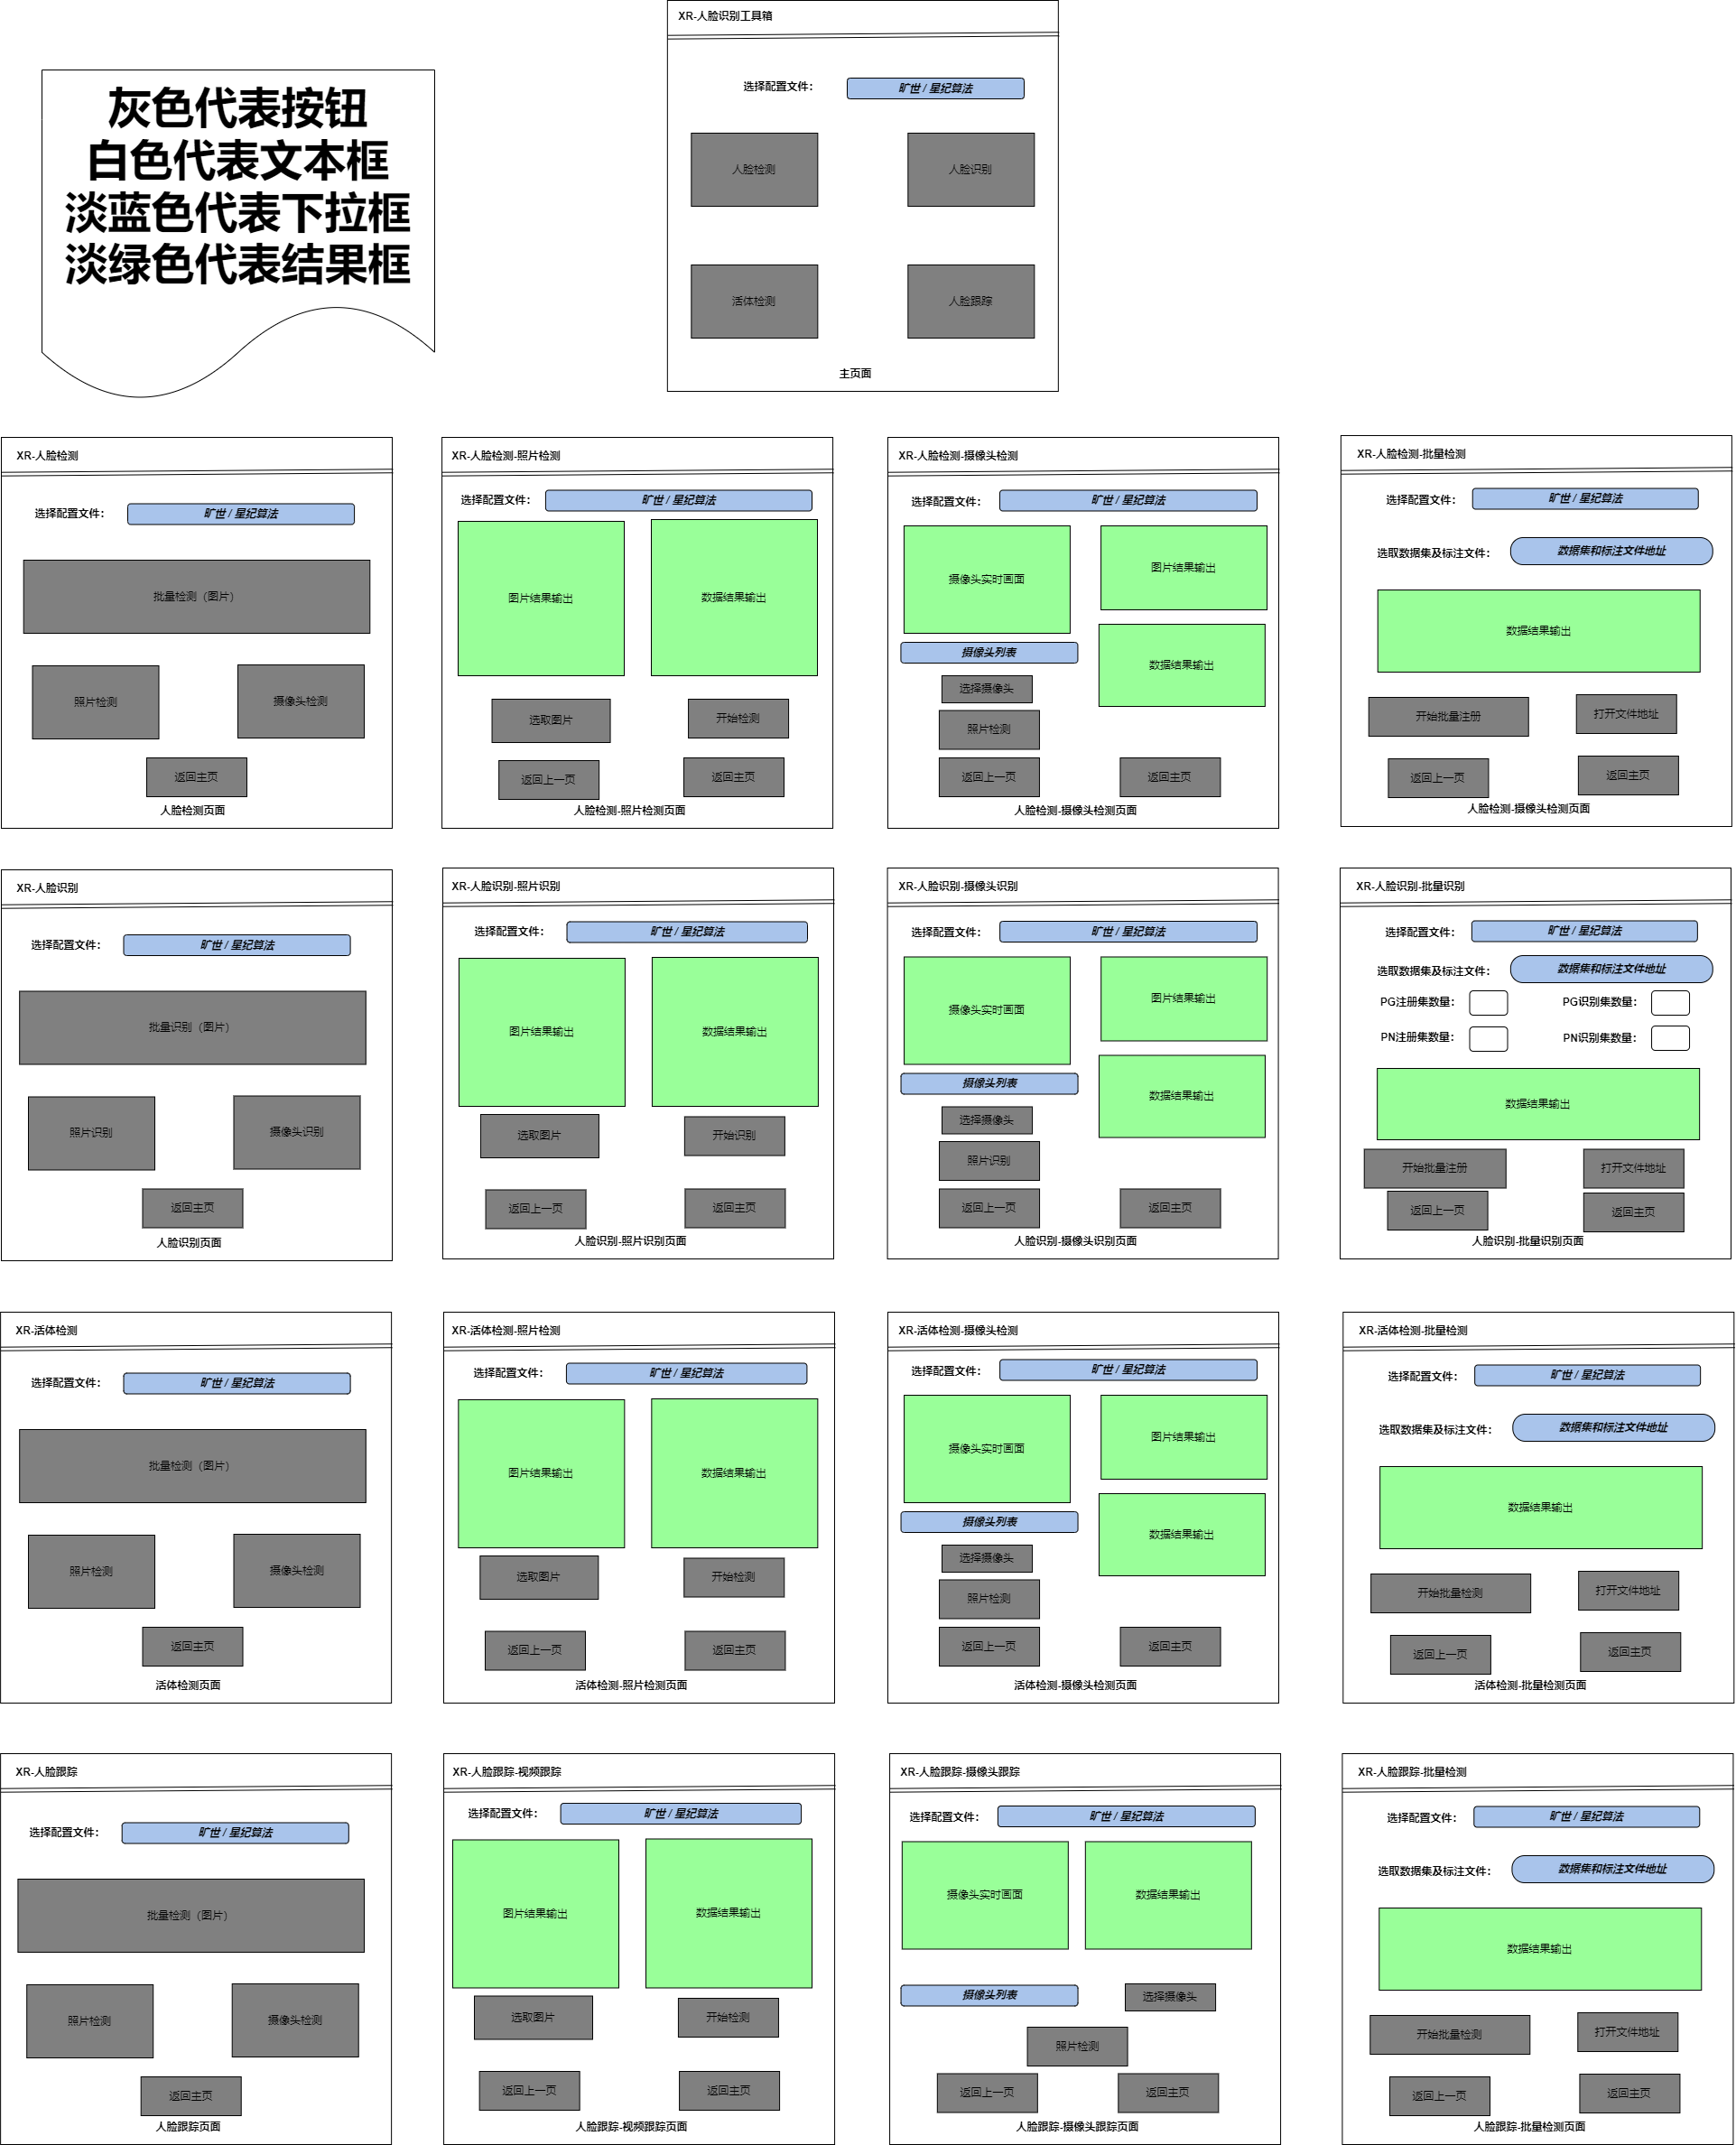 XR-人脸识别工具箱
选择配置文件：
旷世 / 星纪算法
人脸检测
人脸识别
活体检测
人脸跟踪
主页面
灰色代表按钮
白色代表文本框
淡蓝色代表下拉框
淡绿色代表结果框
XR-人脸检测
选择配置文件：
旷世 / 星纪算法
批量检测（图片）
照片检测
摄像头检测
返回主页
人脸检测页面
XR-人脸检测-照片检测
选择配置文件：
旷世 / 星纪算法
图片结果输出
数据结果输出
选取图片
开始检测
返回上一页
返回主页
人脸检测-照片检测页面
XR-人脸检测-摄像头检测
选择配置文件：
旷世 / 星纪算法
摄像头实时画面
图片结果输出
摄像头列表
数据结果输出
选择摄像头
照片检测
返回上一页
返回主页
人脸检测-摄像头检测页面
XR-人脸检测-批量检测
选择配置文件：
旷世 / 星纪算法
选取数据集及标注文件：
数据集和标注文件地址
数据结果输出
开始批量注册
打开文件地址
返回上一页
返回主页
人脸检测-摄像头检测页面
XR-人脸识别
选择配置文件：
旷世 / 星纪算法
批量识别（图片）
照片识别
摄像头识别
返回主页
人脸识别页面
XR-人脸识别-照片识别
选择配置文件：
旷世 / 星纪算法
图片结果输出
数据结果输出
选取图片
开始识别
返回上一页
返回主页
人脸识别-照片识别页面
XR-人脸识别-摄像头识别
选择配置文件：
旷世 / 星纪算法
摄像头实时画面
图片结果输出
摄像头列表
数据结果输出
选择摄像头
照片识别
返回上一页
返回主页
人脸识别-摄像头识别页面
XR-人脸识别-批量识别
选择配置文件：
旷世 / 星纪算法
选取数据集及标注文件：
数据集和标注文件地址
PG注册集数量：
PG识别集数量：
PN注册集数量：
PN识别集数量：
数据结果输出
开始批量注册
打开文件地址
返回上一页
返回主页
人脸识别-批量识别页面
XR-活体检测
选择配置文件：
旷世 / 星纪算法
批量检测（图片）
照片检测
摄像头检测
返回主页
活体检测页面
XR-活体检测-照片检测
选择配置文件：
旷世 / 星纪算法
图片结果输出
数据结果输出
选取图片
开始检测
返回上一页
返回主页
活体检测-照片检测页面
XR-活体检测-摄像头检测
选择配置文件：
旷世 / 星纪算法
摄像头实时画面
图片结果输出
摄像头列表
数据结果输出
选择摄像头
照片检测
返回上一页
返回主页
活体检测-摄像头检测页面
XR-活体检测-批量检测
选择配置文件：
旷世 / 星纪算法
选取数据集及标注文件：
数据集和标注文件地址
数据结果输出
开始批量检测
打开文件地址
返回上一页
返回主页
活体检测-批量检测页面
XR-人脸跟踪
选择配置文件：
旷世 / 星纪算法
批量检测（图片）
照片检测
摄像头检测
返回主页
人脸跟踪页面
XR-人脸跟踪-视频跟踪
选择配置文件：
旷世 / 星纪算法
图片结果输出
数据结果输出
选取图片
开始检测
返回上一页
返回主页
人脸跟踪-视频跟踪页面
XR-人脸跟踪-摄像头跟踪
选择配置文件：
旷世 / 星纪算法
摄像头实时画面
数据结果输出
摄像头列表
选择摄像头
照片检测
返回上一页
返回主页
人脸跟踪-摄像头跟踪页面
XR-人脸跟踪-批量检测
选择配置文件：
旷世 / 星纪算法
选取数据集及标注文件：
数据集和标注文件地址
数据结果输出
开始批量检测
打开文件地址
返回上一页
返回主页
人脸跟踪-批量检测页面